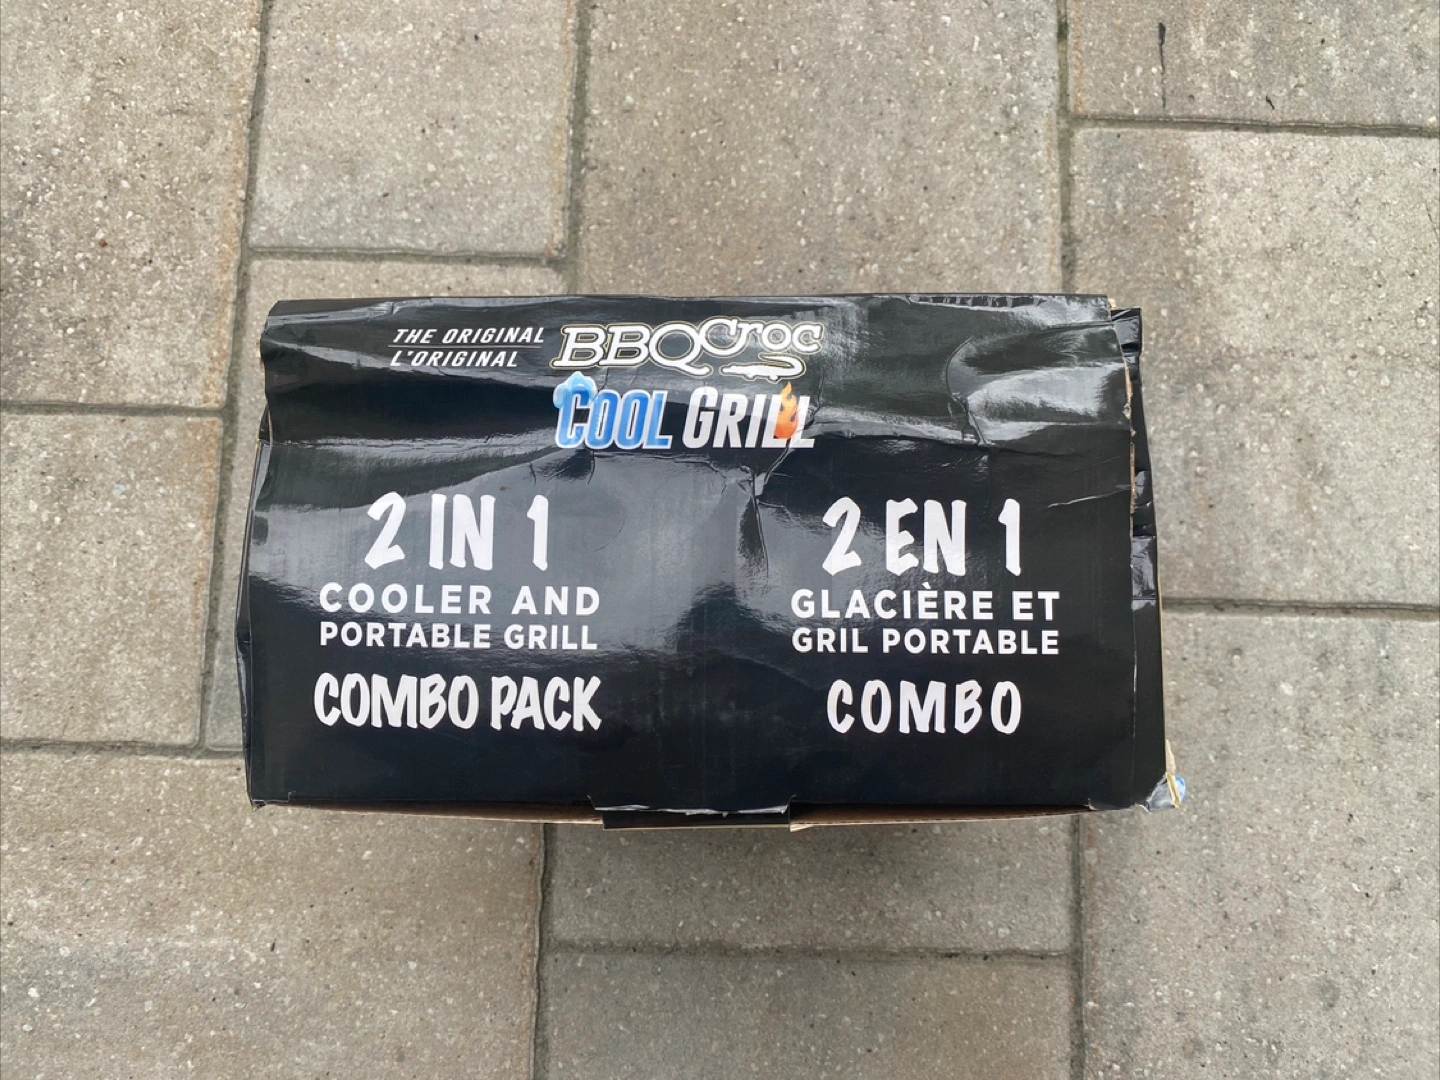 THE ORIGINAL
L'ORIGINAL
BBQCroc
COOL GRILL
2 IN 1
COOLER AND
PORTABLE GRILL
COMBO PACK
2 EN 1
GLACIÈRE ET
GRIL PORTABLE
COMBO